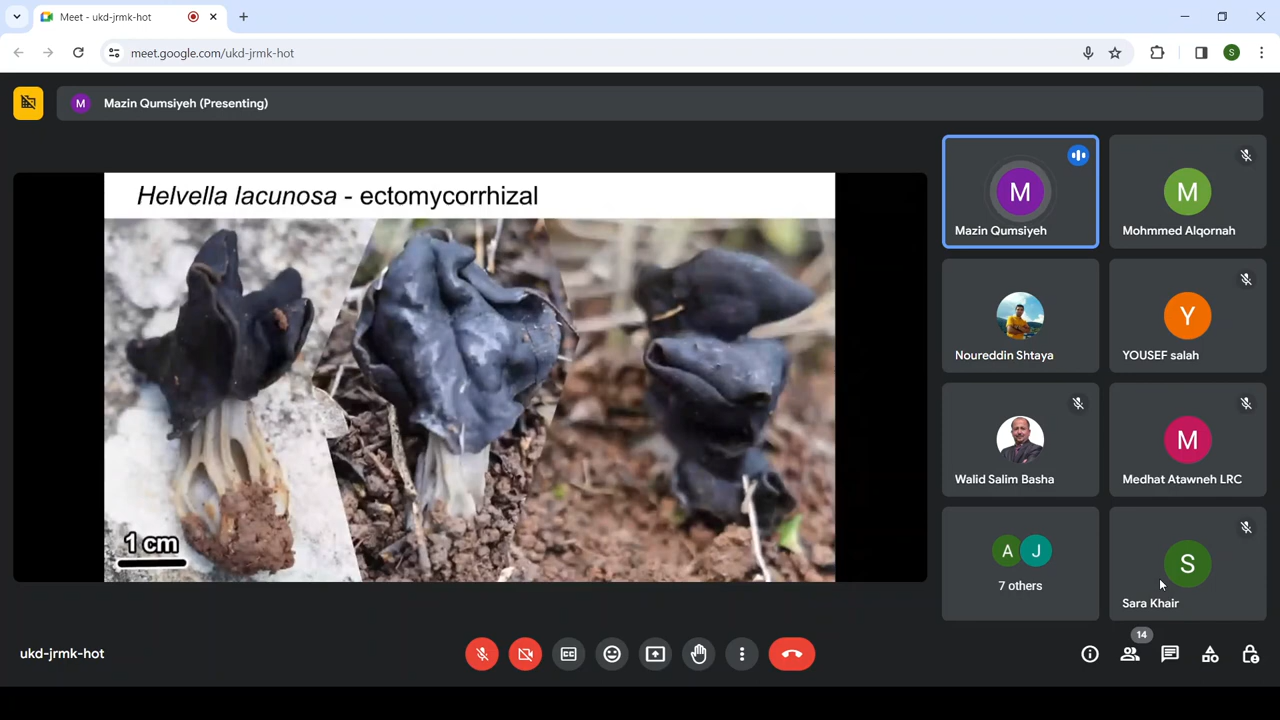 Meet - ukd-jrmk-hot
meet.google.com/ukd-jrmk-hot
S
M
Mazin Qumsiyeh (Presenting)
Helvella lacunosa - ectomycorrhizal
1 cm
M
Mazin Qumsiyeh
M
Mohmmed Alqornah
Noureddin Shtaya
Y
YOUSEF salah
Walid Salim Basha
M
Medhat Atawneh LRC
A J
7 others
S
Sara Khair
ukd-jrmk-hot
14